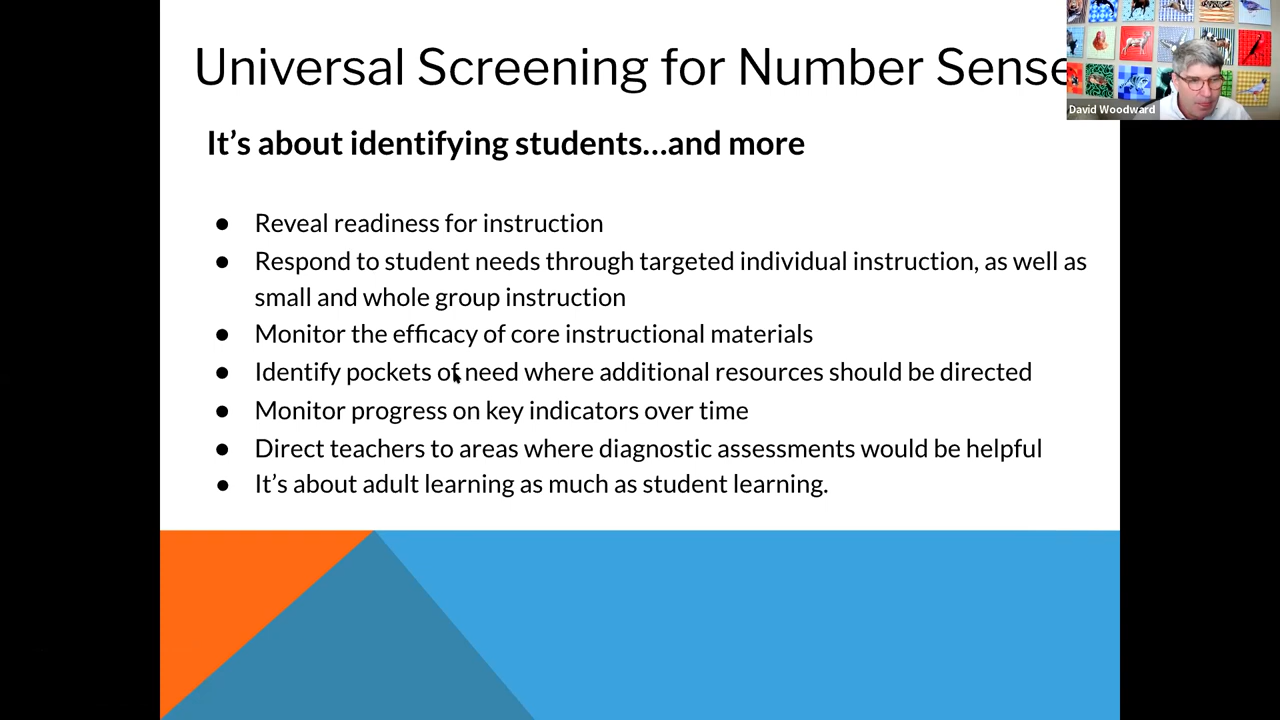 Universal Screening for Number Sense
David Woodward
It’s about identifying students...and more
● Reveal readiness for instruction
● Respond to student needs through targeted individual instruction, as well as
small and whole group instruction
● Monitor the efficacy of core instructional materials
● Identify pockets of need where additional resources should be directed
● Monitor progress on key indicators over time
● Direct teachers to areas where diagnostic assessments would be helpful
● It’s about adult learning as much as student learning.